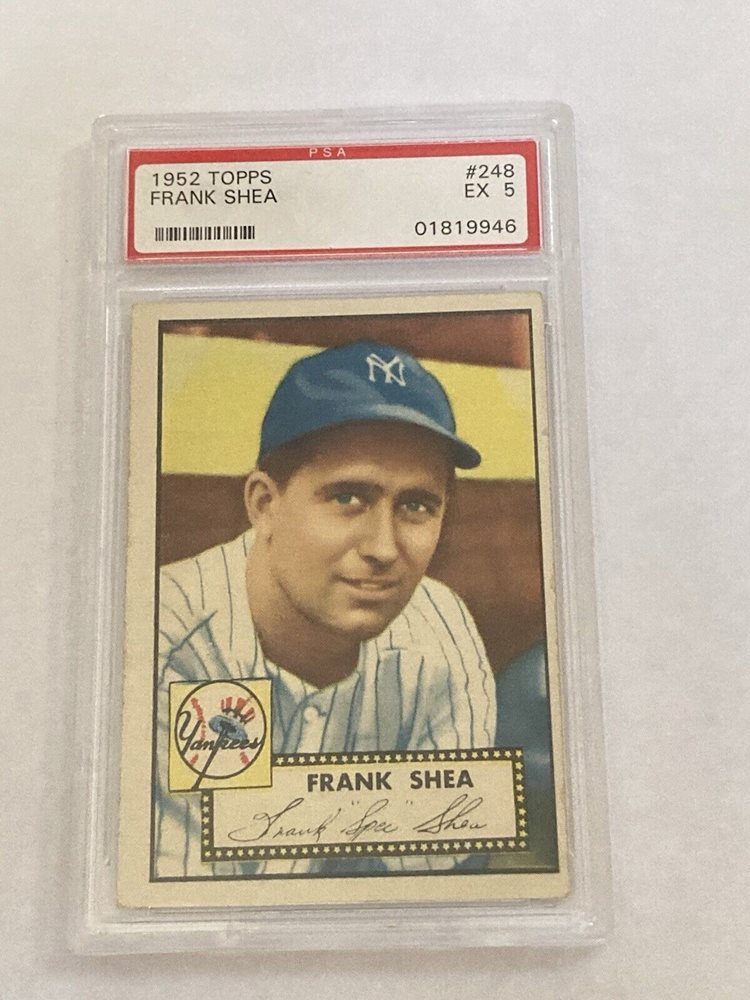 PSA
1952 TOPPS #248
FRANK SHEA EX 5
01819946
NY
Yankees
FRANK SHEA
Frank "Spec" Shea